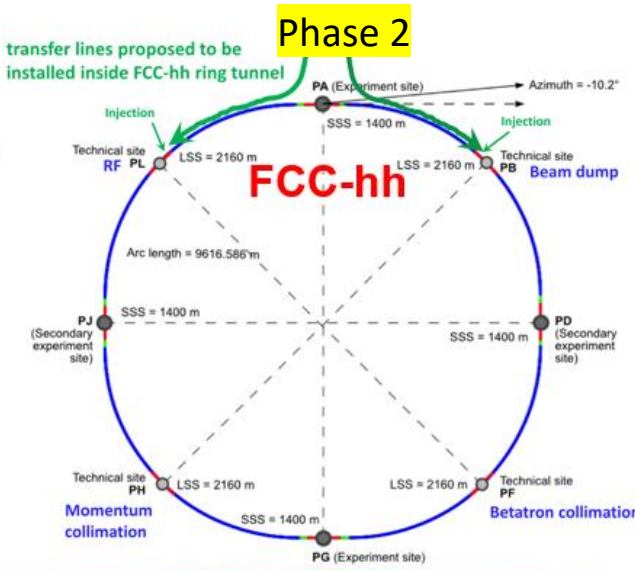 Phase 2
transfer lines proposed to be
installed inside FCC-hh ring tunnel
PA (Experiment site)
Azimuth = -10.2°
Injection
SSS = 1400 m
Injection
Technical site
RF PL
LSS = 2160 m
FCC-hh
LSS = 2160 m
Technical site
PB
Beam dump
Arc length = 9616.586 m
PJ
(Secondary
experiment
site)
SSS = 1400 m
SSS = 1400 m
PD
(Secondary
experiment
site)
Technical site
PH
LSS = 2160 m
Momentum
collimation
SSS = 1400 m
LSS = 2160 m
Technical site
PF
Betatron collimation
PG (Experiment site)